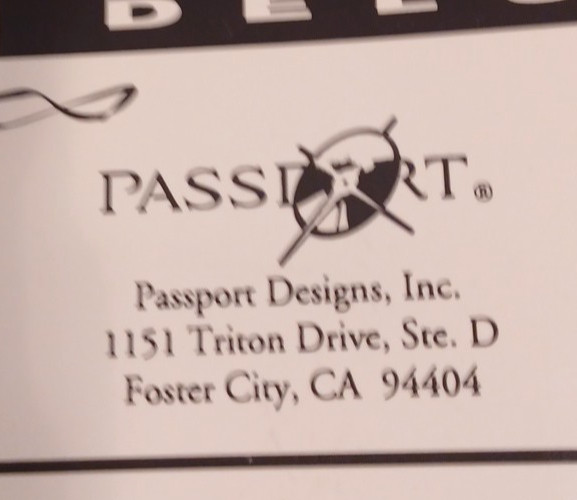 PASSPORT®
Passport Designs, Inc.
1151 Triton Drive, Ste. D
Foster City, CA 94404